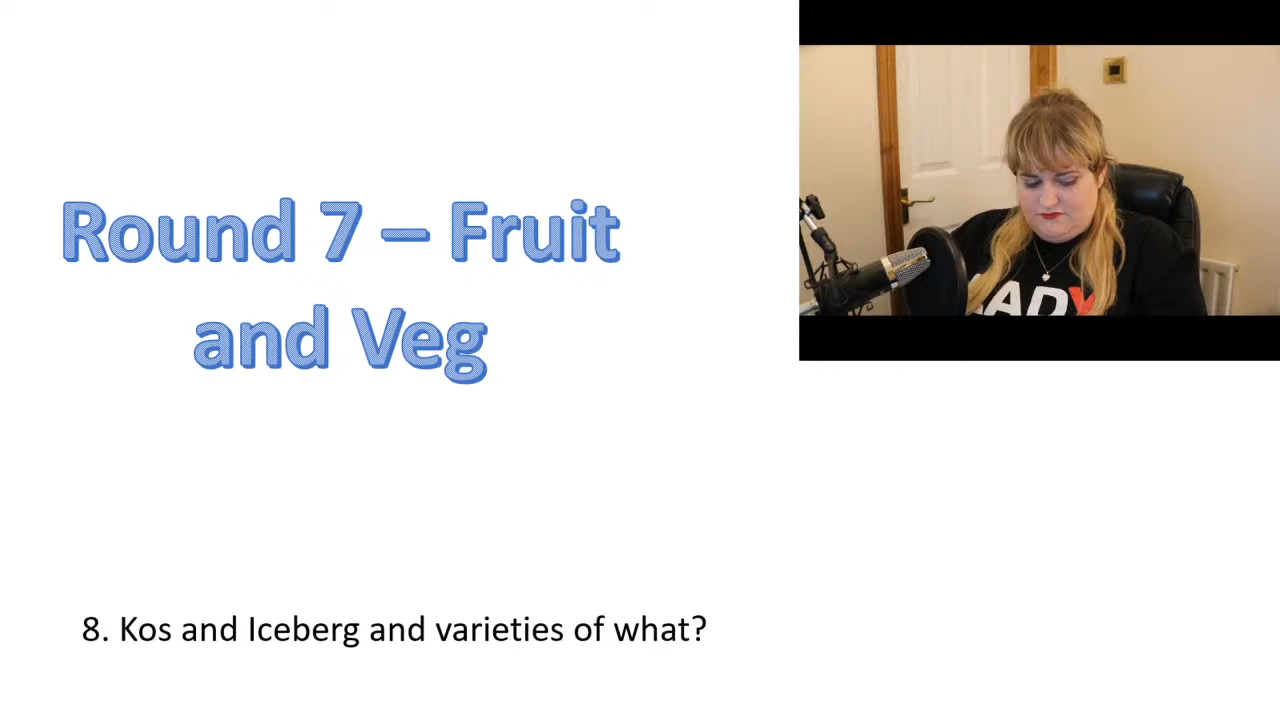 Round 7 – Fruit
and Veg
8. Kos and Iceberg and varieties of what?